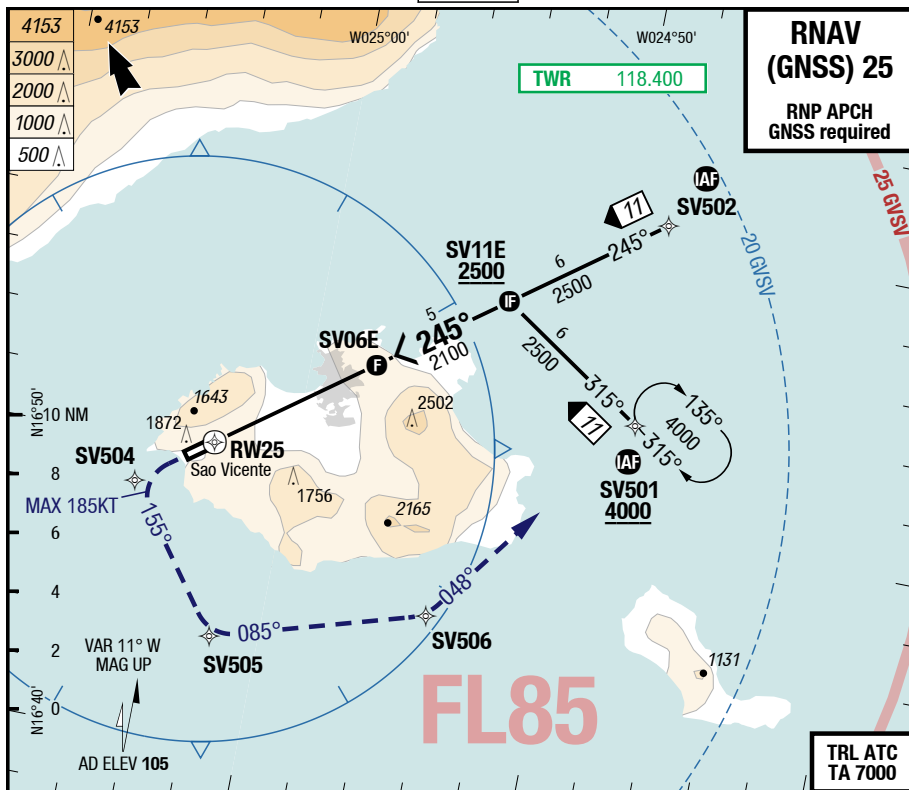 4153
4153
3000
2000
1000
500
W025°00'
W024°50'
RNAV
(GNSS) 25
RNP APCH
GNSS required
TWR 118.400
25 GVSV
20 GVSV
IAF
SV502
11
245°
6
2500
SV11E
2500
IF
5
245°
2100
SV06E
F
6
2500
315°
11
135°
4000
315°
IAF
SV501
4000
N16°50'
10 NM
8
6
4
2
0
N16°40'
1643
1872
2502
RW25
Sao Vicente
SV504
MAX 185KT
1756
2165
155°
085°
048°
SV505
SV506
VAR 11° W
MAG UP
AD ELEV 105
1131
FL85
TRL ATC
TA 7000